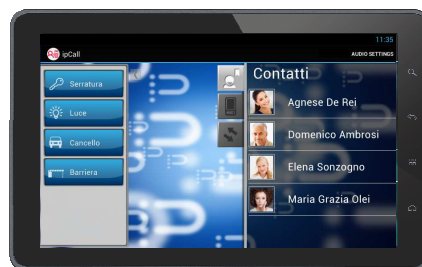 11:35
ipCall
AUDIO SETTINGS
Serratura
Luce
Cancello
Barriera
Contatti
Agnese De Rei
Domenico Ambrosi
Elena Sonzogno
Maria Grazia Olei